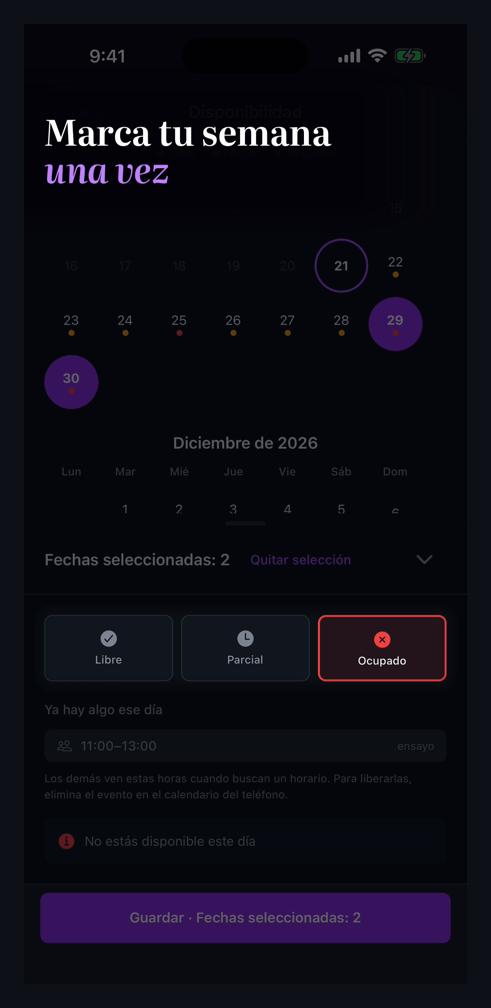 9:41
Disponibilidad
Marca tu semana
una vez
15
16 17 18 19 20 21 22
23 24 25 26 27 28 29
30
Diciembre de 2026
Lun Mar Mié Jue Vie Sáb Dom
1 2 3 4 5 6
Fechas seleccionadas: 2 Quitar selección
Libre Parcial Ocupado
Ya hay algo ese día
11:00–13:00 ensayo
Los demás ven estas horas cuando buscan un horario. Para liberarlas,
elimina el evento en el calendario del teléfono.
No estás disponible este día
Guardar · Fechas seleccionadas: 2